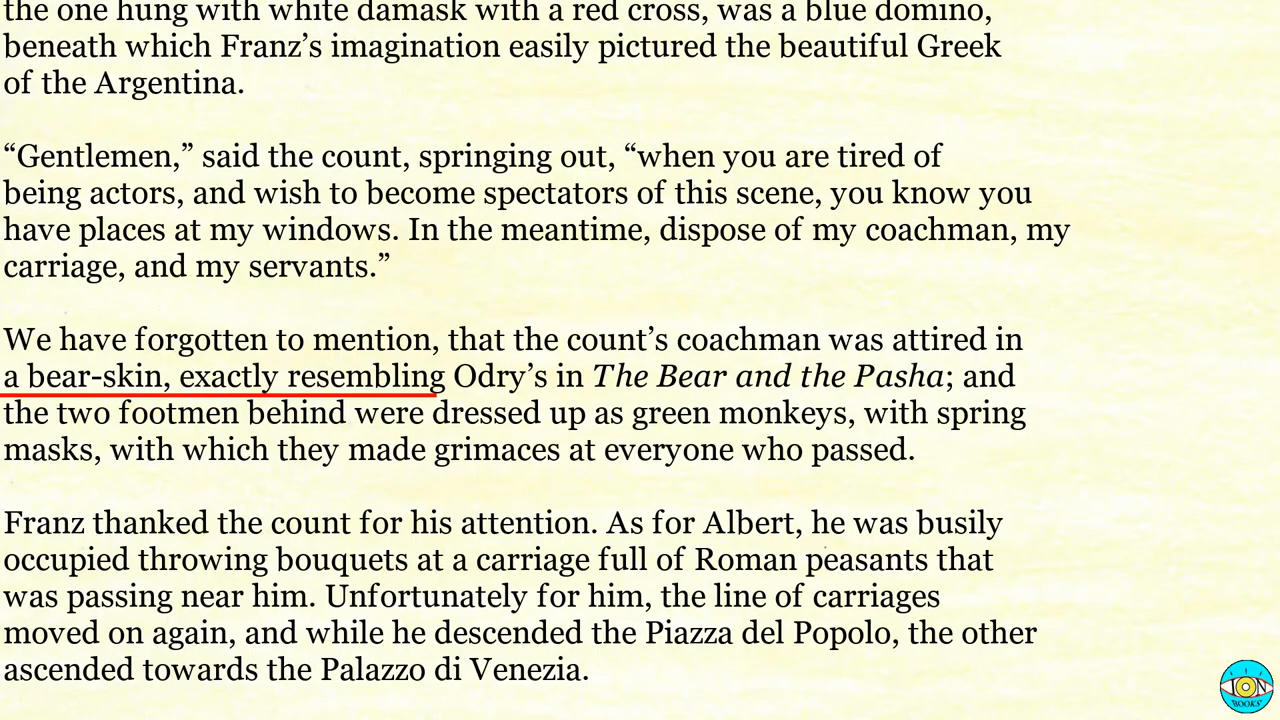 the one hung with white damask with a red cross, was a blue domino,
beneath which Franz’s imagination easily pictured the beautiful Greek
of the Argentina.
“Gentlemen,” said the count, springing out, “when you are tired of
being actors, and wish to become spectators of this scene, you know you
have places at my windows. In the meantime, dispose of my coachman, my
carriage, and my servants.”
We have forgotten to mention, that the count’s coachman was attired in
a bear-skin, exactly resembling Odry’s in The Bear and the Pasha; and
the two footmen behind were dressed up as green monkeys, with spring
masks, with which they made grimaces at everyone who passed.
Franz thanked the count for his attention. As for Albert, he was busily
occupied throwing bouquets at a carriage full of Roman peasants that
was passing near him. Unfortunately for him, the line of carriages
moved on again, and while he descended the Piazza del Popolo, the other
ascended towards the Palazzo di Venezia.
ION
BOOKS